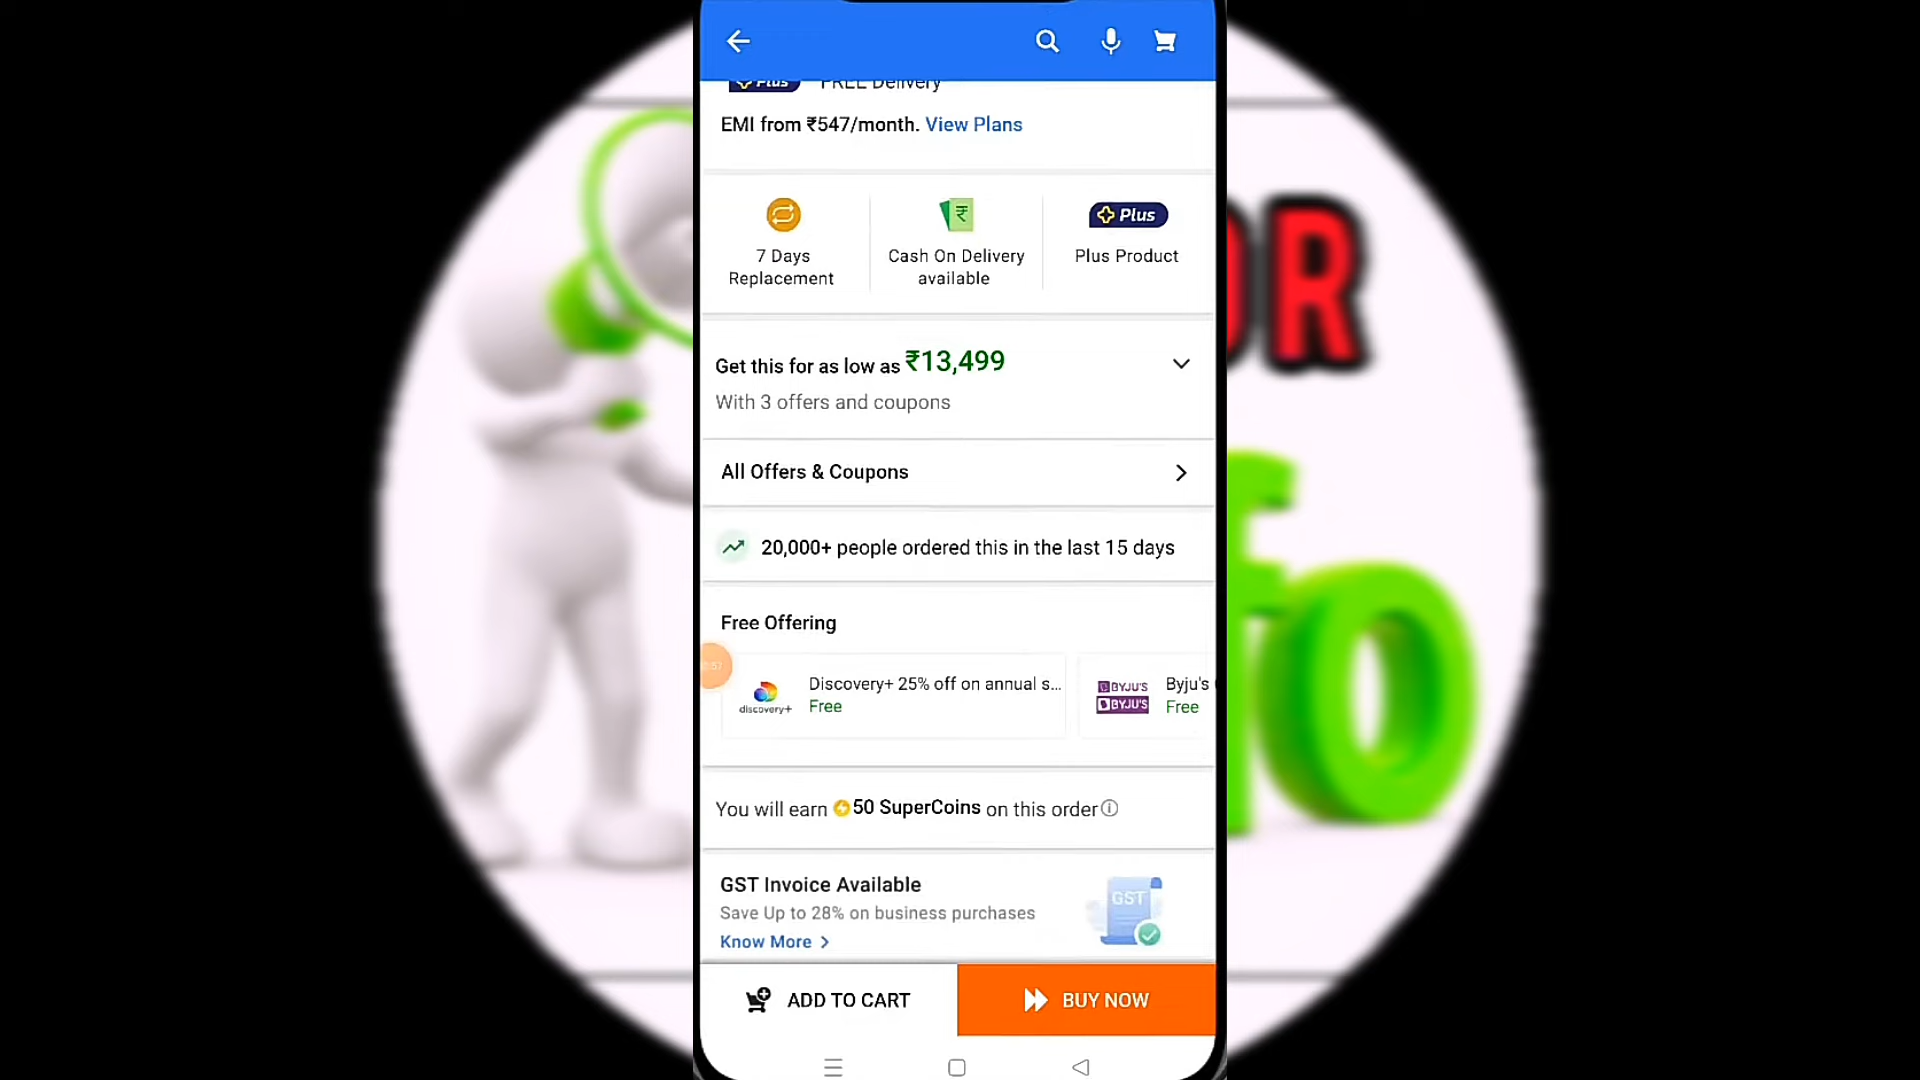 Plus FREE Delivery
EMI from ₹547/month. View Plans
7 Days
Replacement
Cash On Delivery
available
Plus
Plus Product
Get this for as low as ₹13,499
With 3 offers and coupons
All Offers & Coupons
20,000+ people ordered this in the last 15 days
Free Offering
discovery+
Discovery+ 25% off on annual s...
Free
BYJU'S
BYJU'S
Byju's
Free
You will earn 50 SuperCoins on this order
GST Invoice Available
Save Up to 28% on business purchases
Know More
GST
ADD TO CART
BUY NOW
OR
fo